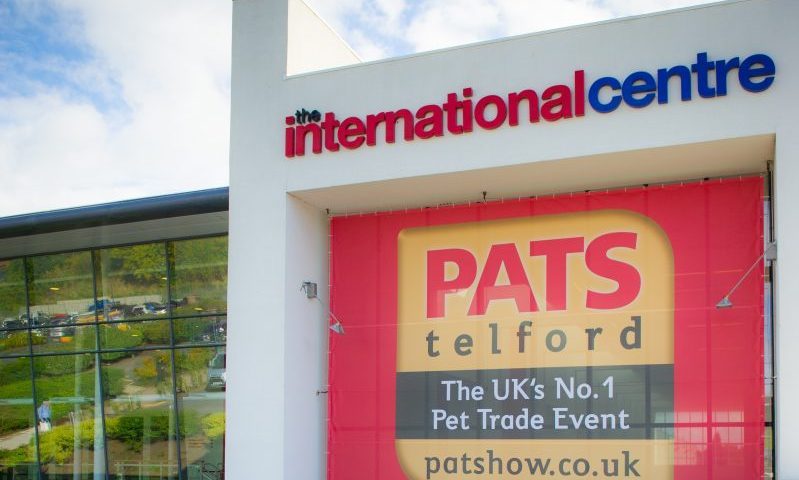 the
internationalcentre
PATS
telford
The UK's No.1
Pet Trade Event
patshow.co.uk